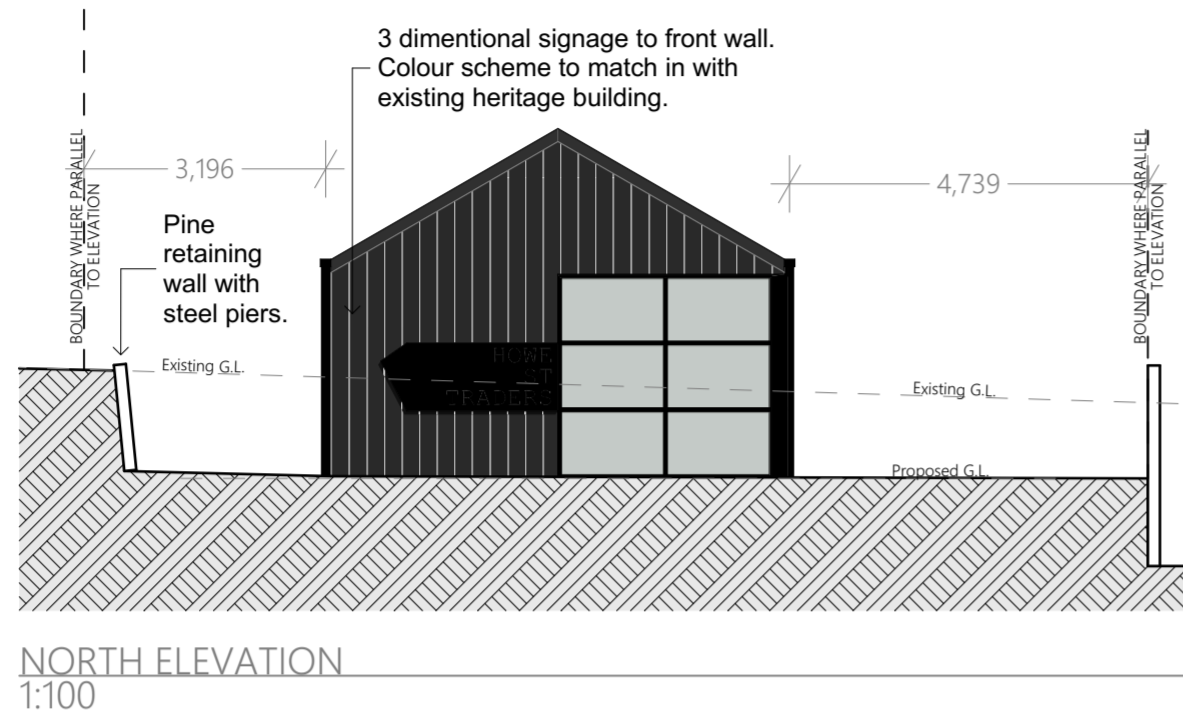 3 dimentional signage to front wall.
Colour scheme to match in with
existing heritage building.
BOUNDARY WHERE PARALLEL
TO ELEVATION
3,196
4,739
BOUNDARY WHERE PARALLEL
TO ELEVATION
Pine
retaining
wall with
steel piers.
Existing G.L.
HOWE
ST
TRADERS
Existing G.L.
Proposed G.L.
NORTH ELEVATION
1:100